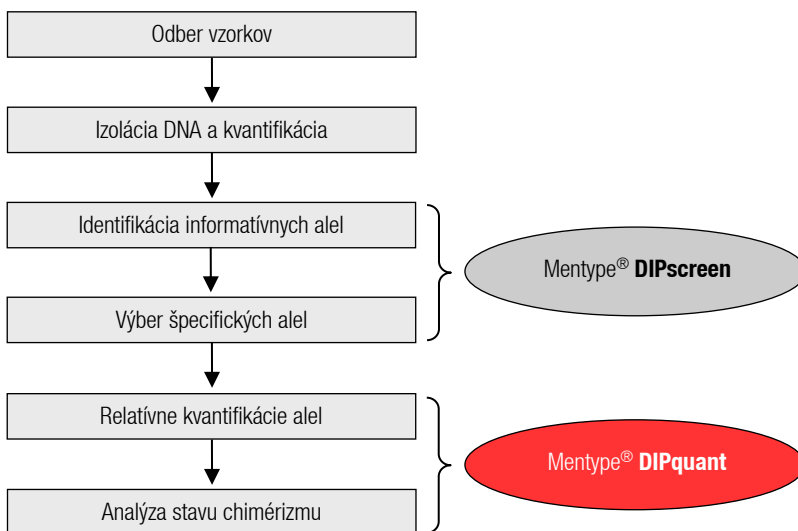 Odber vzorkov
Izolácia DNA a kvantifikácia
Identifikácia informatívnych alel
Mentype® DIPscreen
Výber špecifických alel
Relatívne kvantifikácie alel
Mentype® DIPquant
Analýza stavu chimérizmu